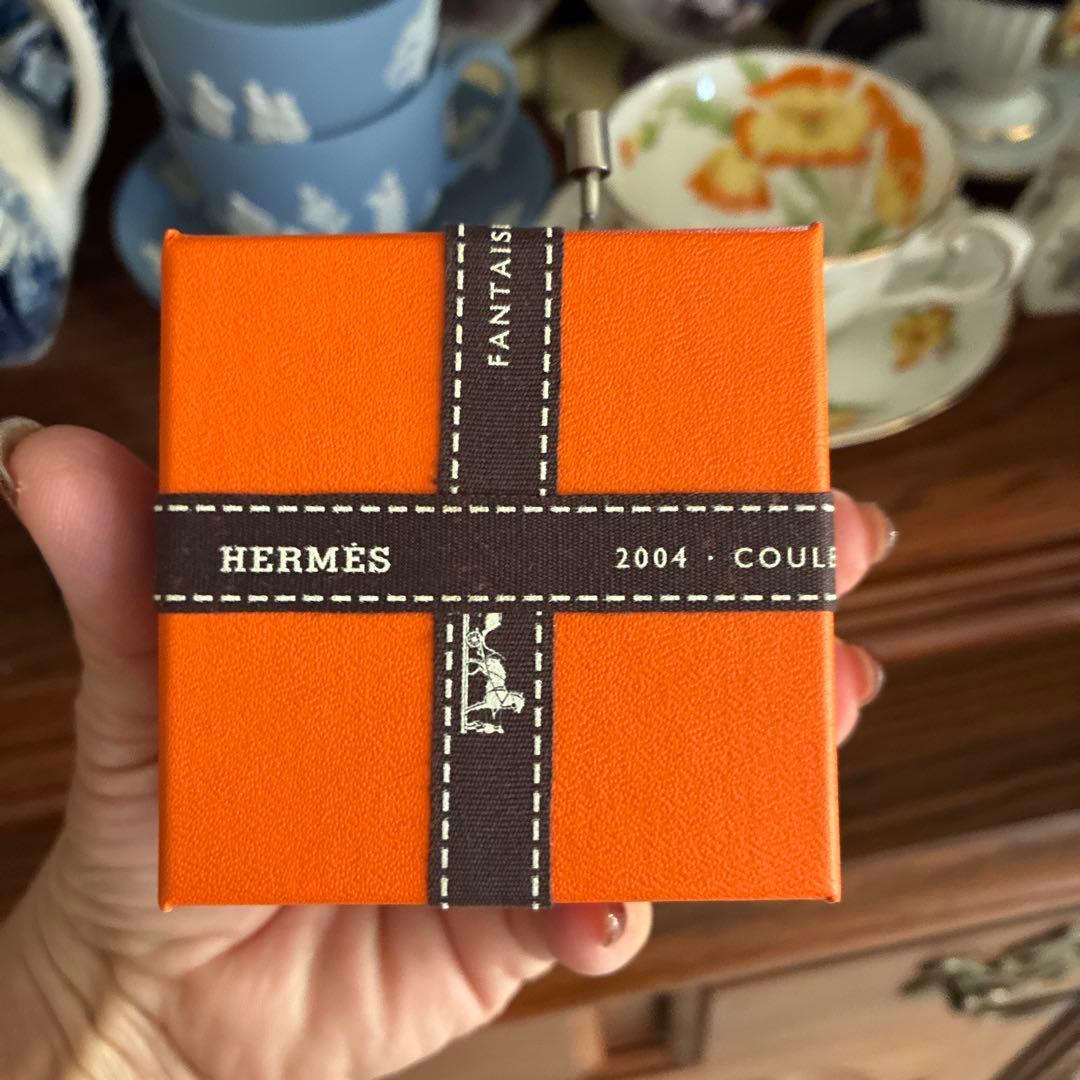 FANTAISI
HERMÈS
2004 · COULE